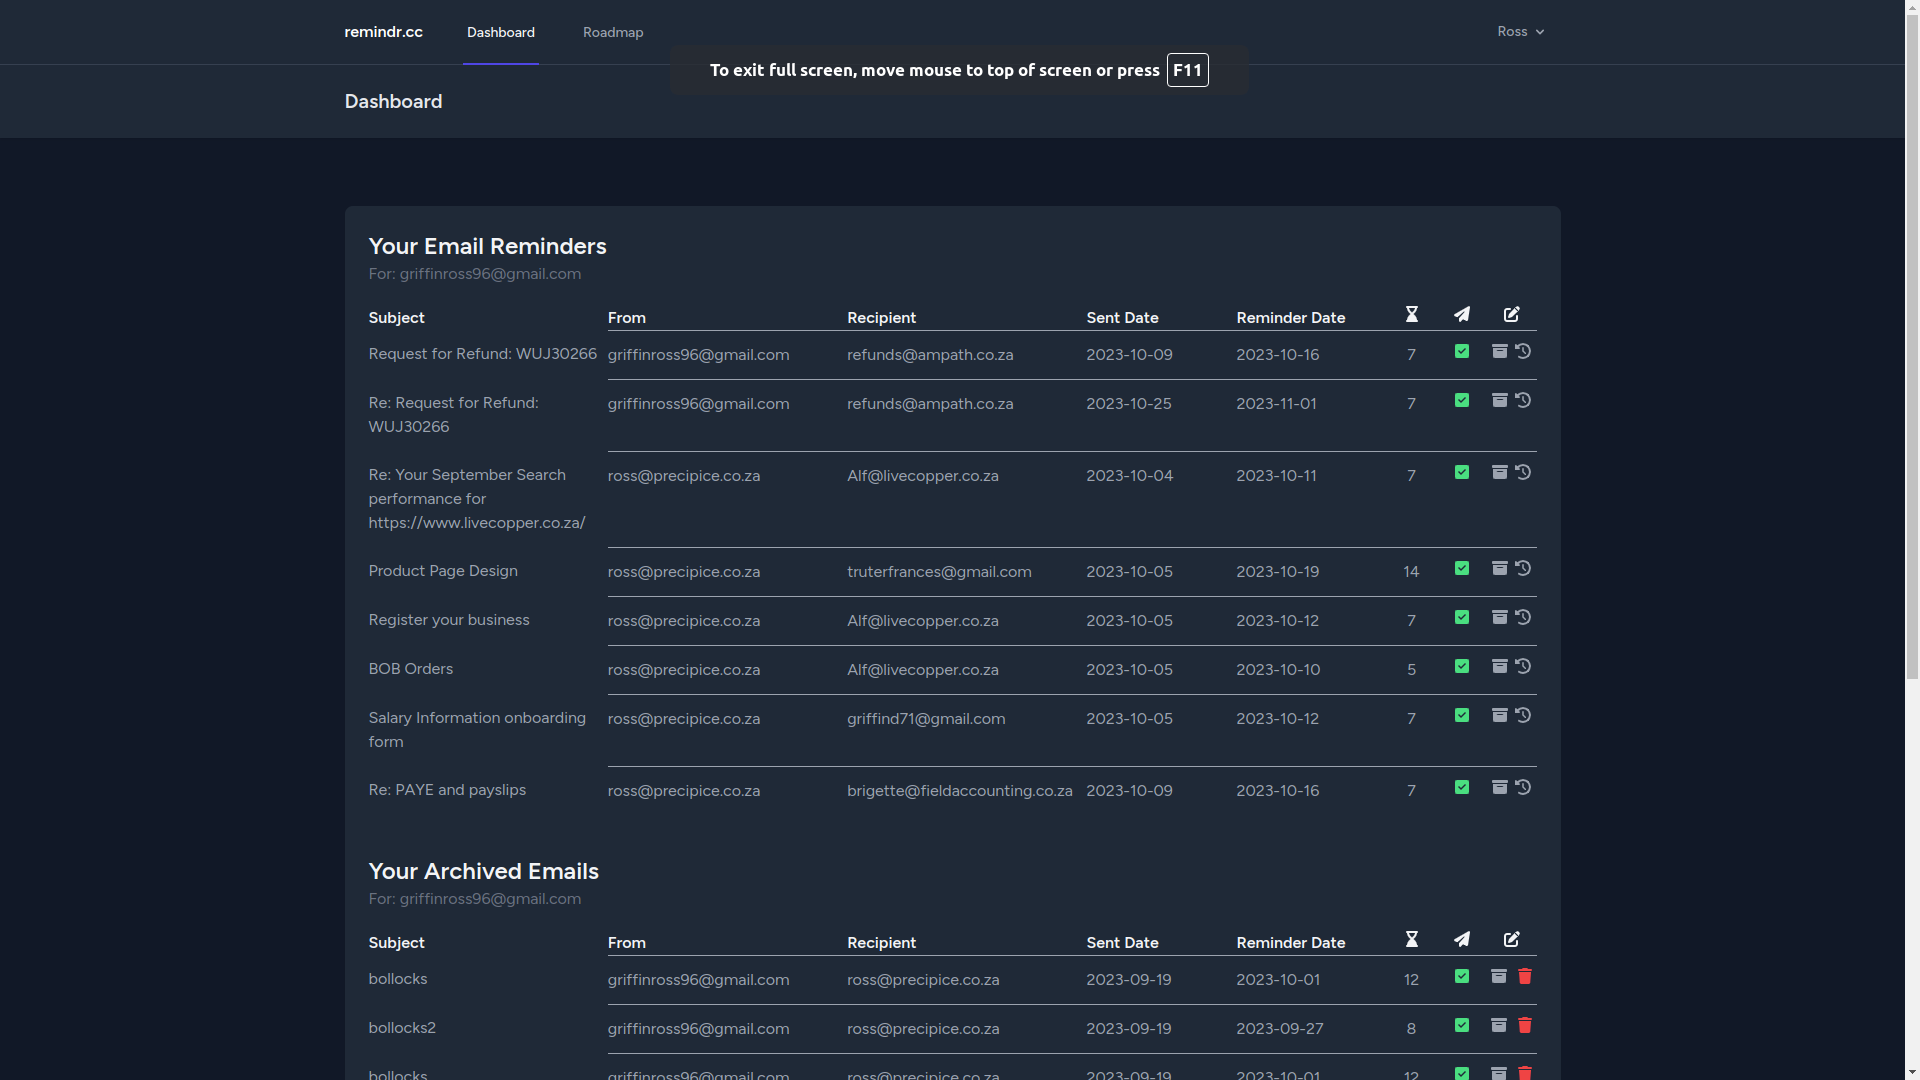 remindr.cc Dashboard Roadmap Ross
To exit full screen, move mouse to top of screen or press F11
Dashboard
Your Email Reminders
For: griffinross96@gmail.com
Subject From Recipient Sent Date Reminder Date
Request for Refund: WUJ30266 griffinross96@gmail.com refunds@ampath.co.za 2023-10-09 2023-10-16 7
Re: Request for Refund: griffinross96@gmail.com refunds@ampath.co.za 2023-10-25 2023-11-01 7
WUJ30266
Re: Your September Search ross@precipice.co.za Alf@livecopper.co.za 2023-10-04 2023-10-11 7
performance for
https://www.livecopper.co.za/
Product Page Design ross@precipice.co.za truterfrances@gmail.com 2023-10-05 2023-10-19 14
Register your business ross@precipice.co.za Alf@livecopper.co.za 2023-10-05 2023-10-12 7
BOB Orders ross@precipice.co.za Alf@livecopper.co.za 2023-10-05 2023-10-10 5
Salary Information onboarding ross@precipice.co.za griffind71@gmail.com 2023-10-05 2023-10-12 7
form
Re: PAYE and payslips ross@precipice.co.za brigette@fieldaccounting.co.za 2023-10-09 2023-10-16 7
Your Archived Emails
For: griffinross96@gmail.com
Subject From Recipient Sent Date Reminder Date
bollocks griffinross96@gmail.com ross@precipice.co.za 2023-09-19 2023-10-01 12
bollocks2 griffinross96@gmail.com ross@precipice.co.za 2023-09-19 2023-09-27 8
bollocks griffinross96@gmail.com ross@precipice.co.za 2023-09-19 2023-10-01 12